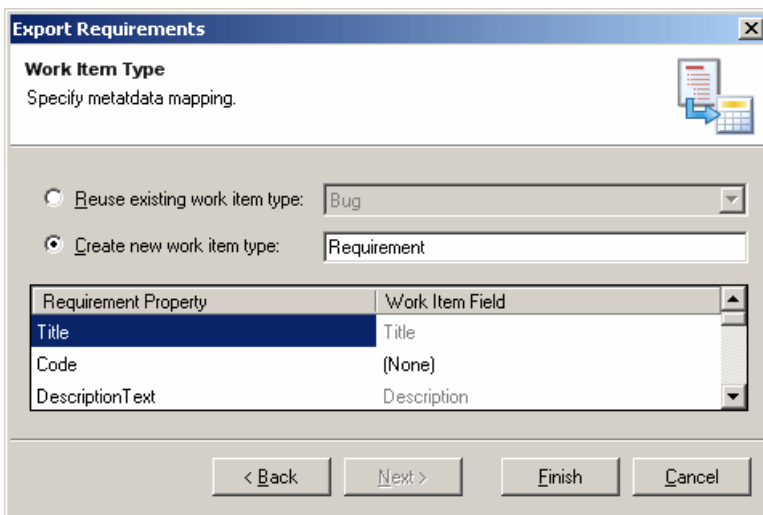 Export Requirements
Work Item Type
Specify metatdata mapping.
Reuse existing work item type: Bug
Create new work item type: Requirement
Requirement Property Work Item Field
Title Title
Code (None)
DescriptionText Description
< Back Next > Finish Cancel